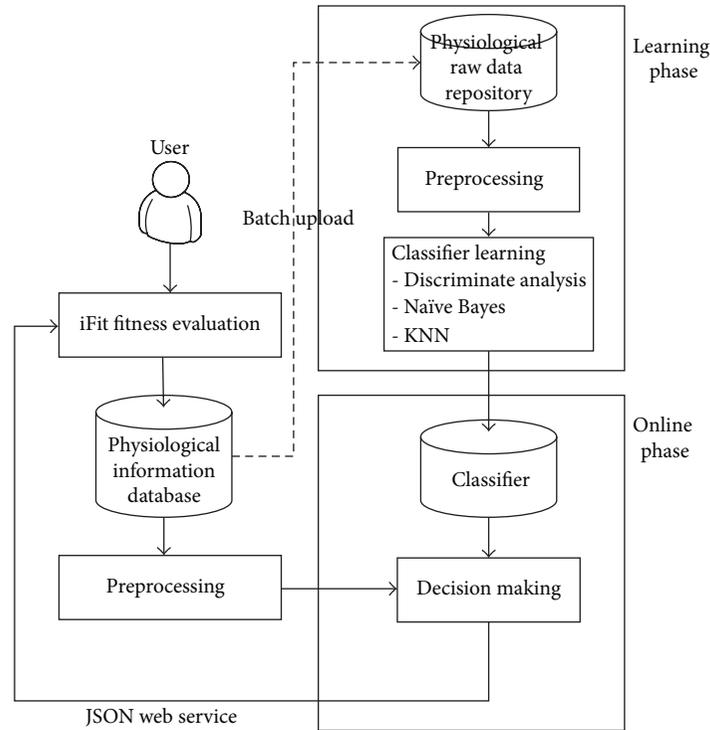 Physiological
raw data
repository
Learning
phase
User
Preprocessing
Batch upload
Classifier learning
- Discriminate analysis
- Naïve Bayes
- KNN
iFit fitness evaluation
Physiological
information
database
Online
phase
Classifier
Preprocessing
Decision making
JSON web service